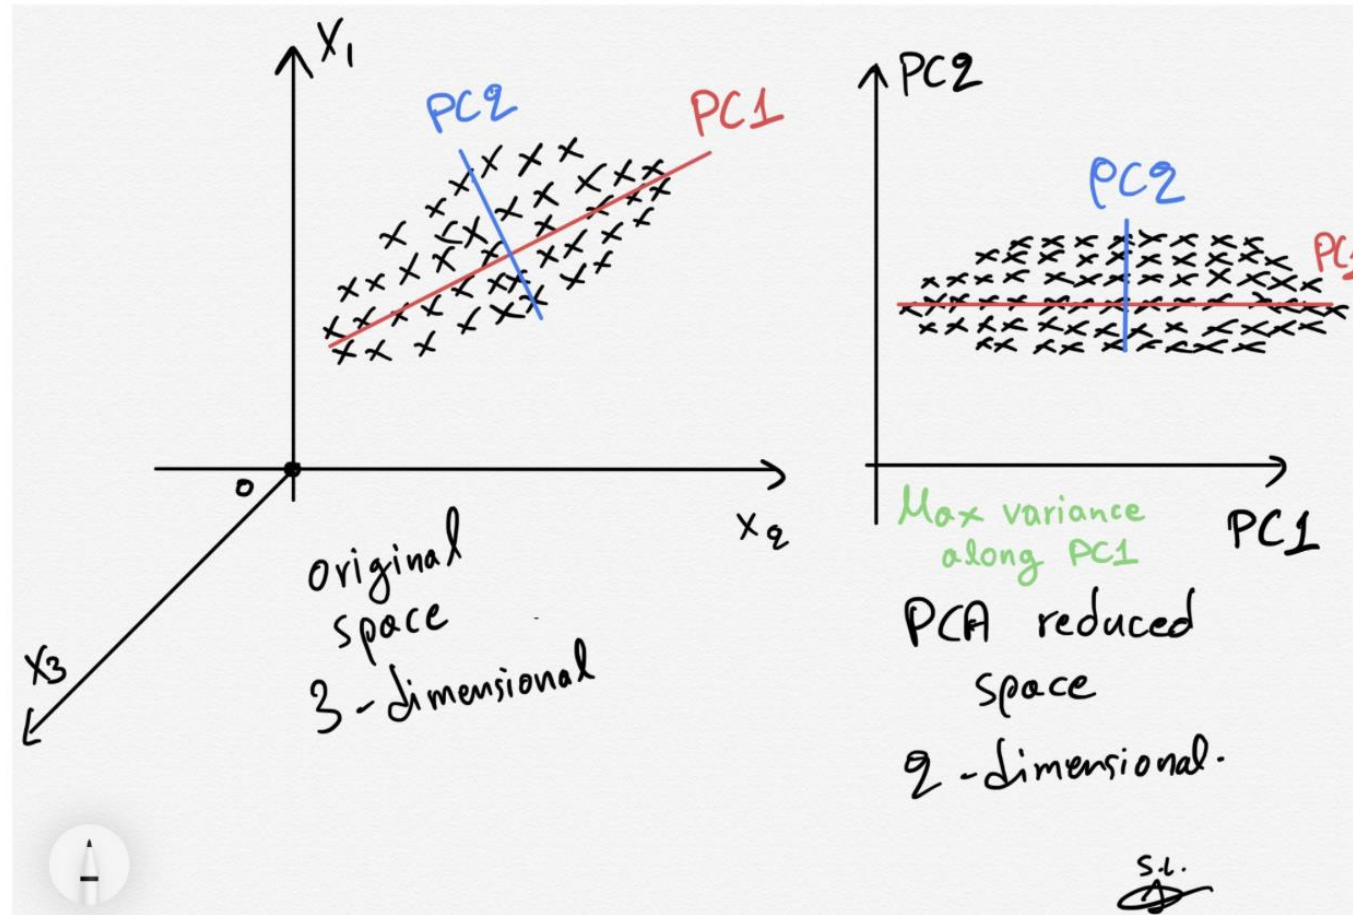 X₁
PC2
PC1
X₂
0
X₃
original
space
3-dimensional
PC2
PC2
PC1
PC1
Max variance
along PC1
PCA reduced
space
2-dimensional.
S.L.